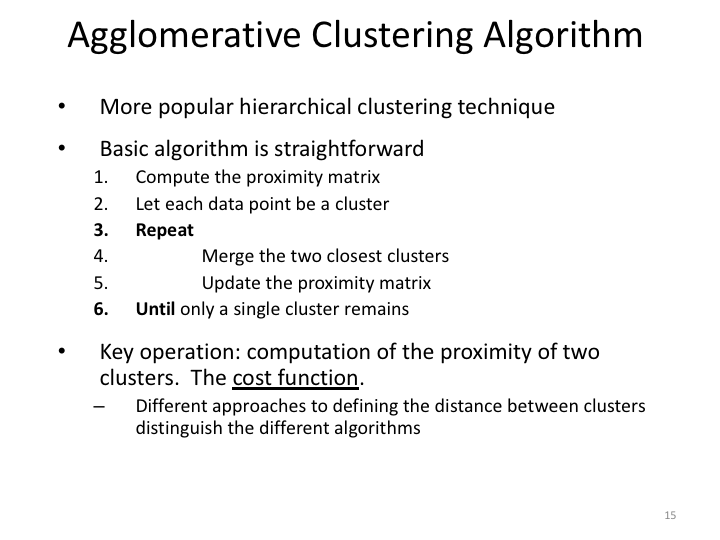 Agglomerative Clustering Algorithm
• More popular hierarchical clustering technique
• Basic algorithm is straightforward
1. Compute the proximity matrix
2. Let each data point be a cluster
3. Repeat
4. Merge the two closest clusters
5. Update the proximity matrix
6. Until only a single cluster remains
• Key operation: computation of the proximity of two
clusters. The cost function.
– Different approaches to defining the distance between clusters
distinguish the different algorithms
15